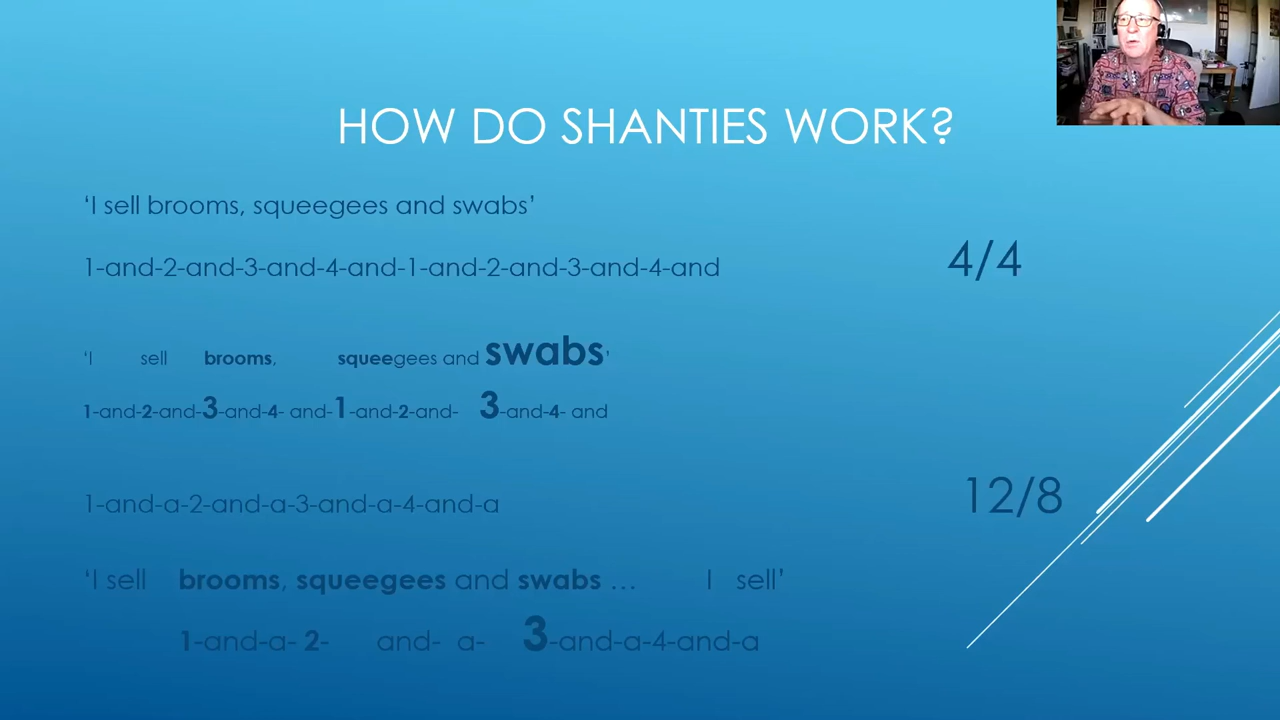 HOW DO SHANTIES WORK?
‘I sell brooms, squeegees and swabs’
1-and-2-and-3-and-4-and-1-and-2-and-3-and-4-and
4/4
‘I sell brooms, squeegees and swabs’
1-and-2-and-3-and-4- and-1-and-2-and- 3-and-4- and
1-and-a-2-and-a-3-and-a-4-and-a
12/8
‘I sell brooms, squeegees and swabs … I sell’
1-and-a- 2- and- a- 3-and-a-4-and-a